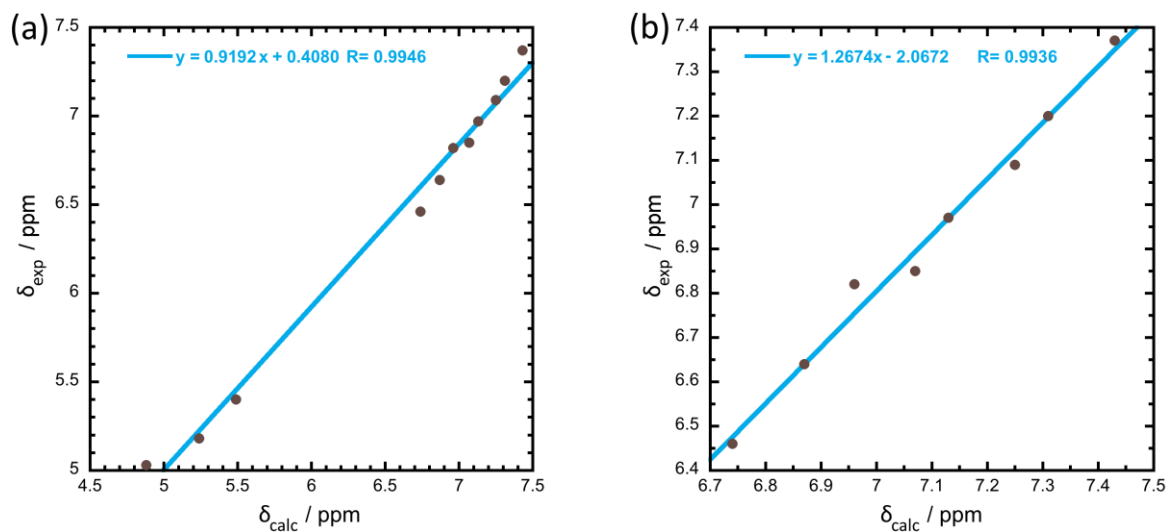 (a)
y = 0.9192x + 0.4080 R= 0.9946
7.5
7
6.5
6
5.5
5
δexp / ppm
4.5 5 5.5 6 6.5 7 7.5
δcalc / ppm
(b)
y = 1.2674x - 2.0672 R= 0.9936
7.4
7.3
7.2
7.1
7
6.9
6.8
6.7
6.6
6.5
6.4
δexp / ppm
6.7 6.8 6.9 7 7.1 7.2 7.3 7.4 7.5
δcalc / ppm